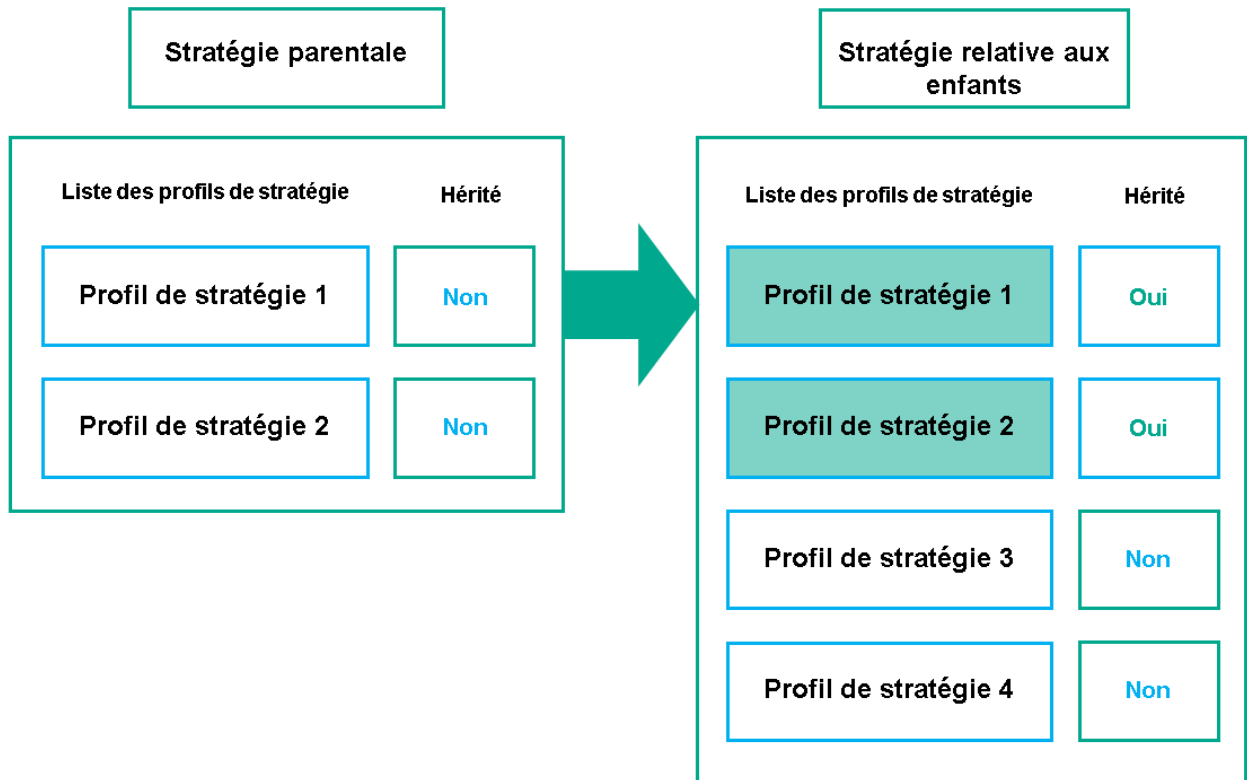 Stratégie parentale
Stratégie relative aux
enfants
Liste des profils de stratégie Hérité
Profil de stratégie 1 Non
Profil de stratégie 2 Non
Liste des profils de stratégie Hérité
Profil de stratégie 1 Oui
Profil de stratégie 2 Oui
Profil de stratégie 3 Non
Profil de stratégie 4 Non